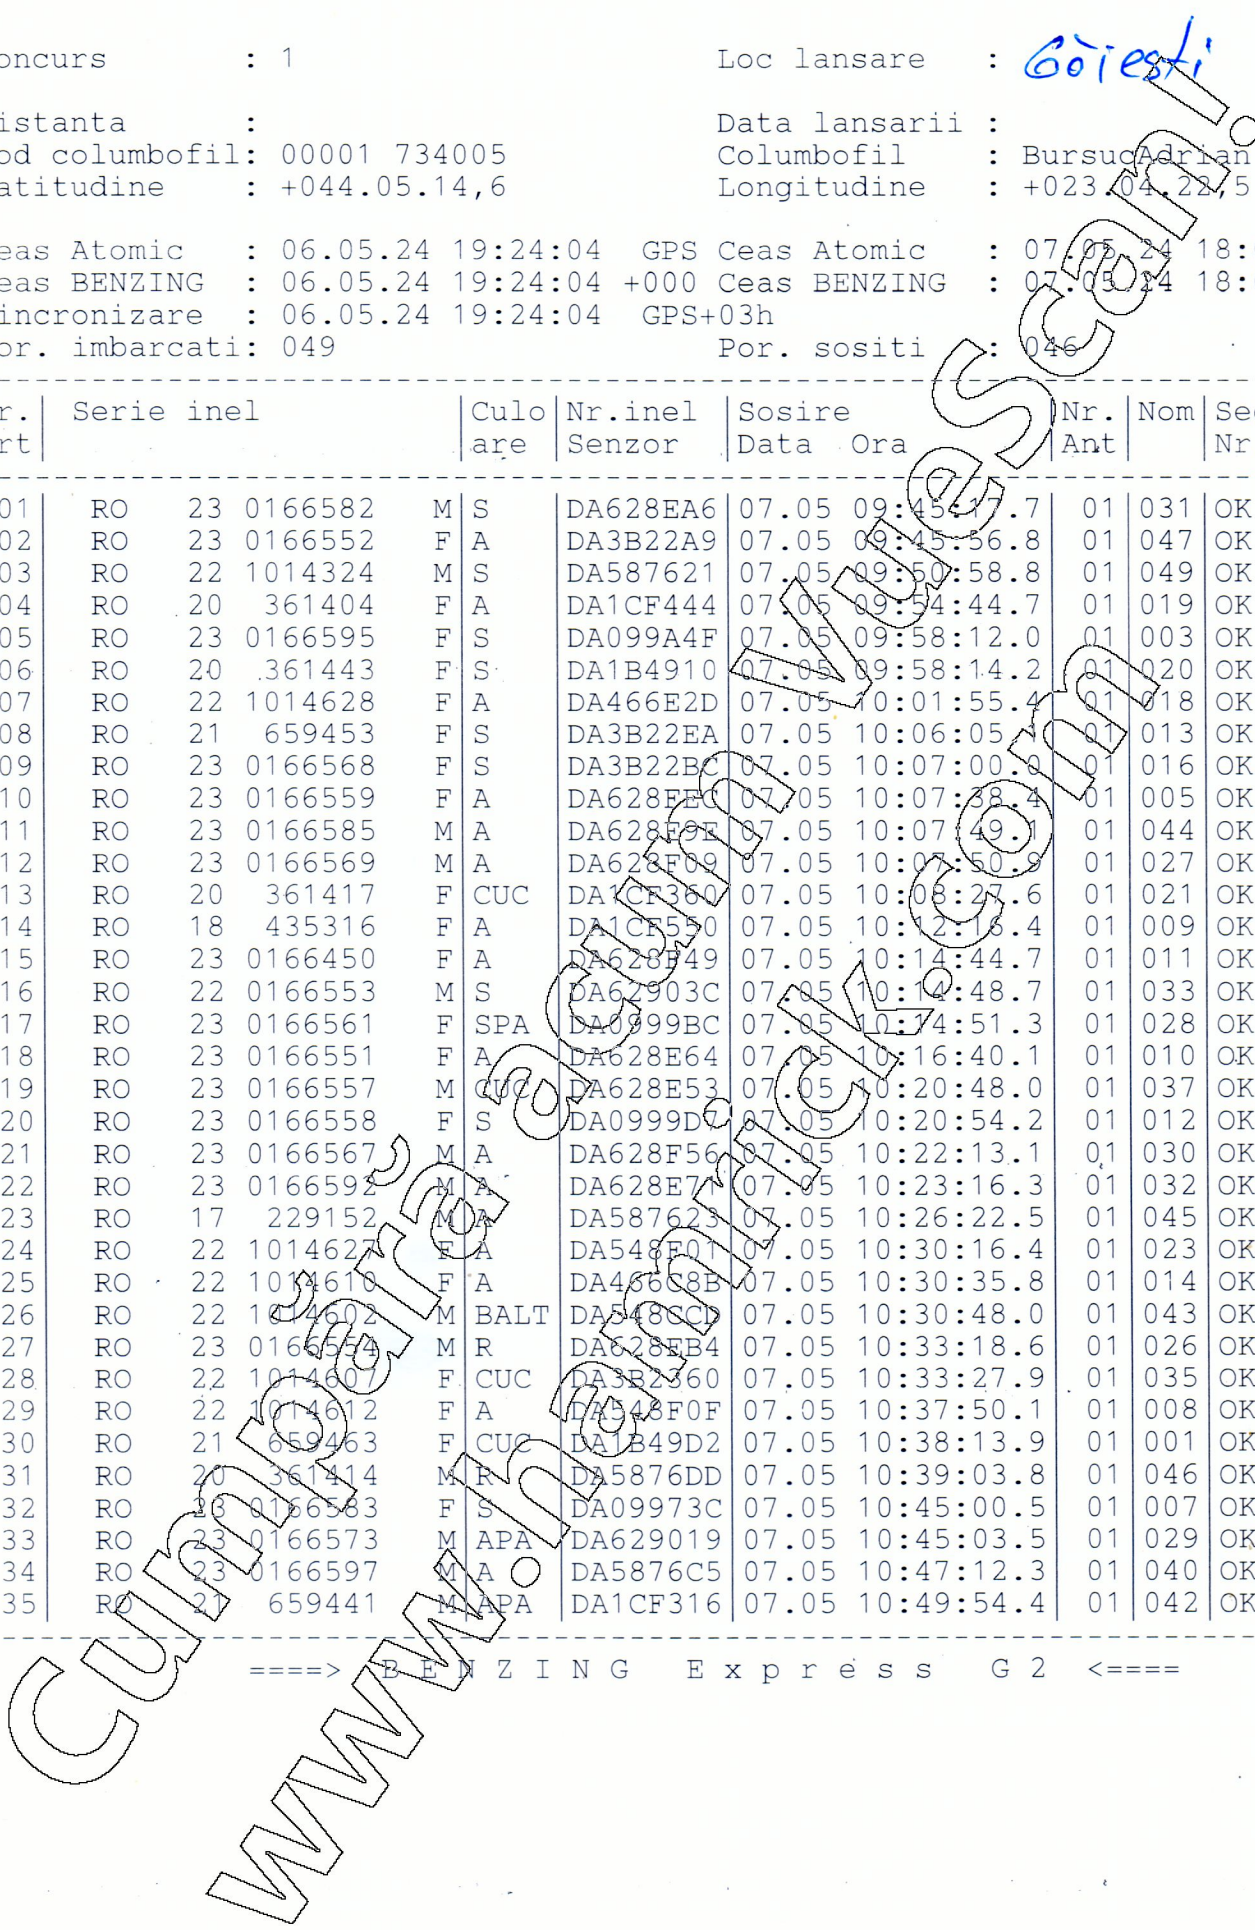 oncurs : 1 Loc lansare : Gòiești
istanta : Data lansarii :
od columbofil: 00001 734005 Columbofil : BursucAdrian
atitudine : +044.05.14,6 Longitudine : +023.04.22,5
eas Atomic : 06.05.24 19:24:04 GPS Ceas Atomic : 07.05.24 18:
eas BENZING : 06.05.24 19:24:04 +000 Ceas BENZING : 07.05.24 18:
incronizare : 06.05.24 19:24:04 GPS+03h
or. imbarcati: 049 Por. sositi : 046
r. Serie inel Culo Nr.inel Sosire Nr. Nom Se
rt are Senzor Data Ora Ant Nr
01 RO 23 0166582 M S DA628EA6 07.05 09:45:17.7 01 031 OK
02 RO 23 0166552 F A DA3B22A9 07.05 09:45:56.8 01 047 OK
03 RO 22 1014324 M S DA587621 07.05 09:50:58.8 01 049 OK
04 RO 20 361404 F A DA1CF444 07.05 09:54:44.7 01 019 OK
05 RO 23 0166595 F S DA099A4F 07.05 09:58:12.0 01 003 OK
06 RO 20 361443 F S DA1B4910 07.05 09:58:14.2 01 020 OK
07 RO 22 1014628 F A DA466E2D 07.05 10:01:55.4 01 018 OK
08 RO 21 659453 F S DA3B22EA 07.05 01 013 OK
09 RO 23 0166568 F S 07.05 10:07:00.0 01 016 OK
10 RO 23 0166559 F A 07.05 10:07:38.4 01 005 OK
11 RO 23 0166585 M A DA628F9E 07.05 10:07:49.1 01 044 OK
12 RO 23 0166569 M A DA628F09 07.05 10:07:50.9 01 027 OK
13 RO 20 361417 F CUC DA1CF360 07.05 10:08:27.6 01 021 OK
14 RO 18 435316 F A DA1CF550 07.05 10:12:16.4 01 009 OK
15 RO 23 0166450 F A DA628F49 07.05 10:14:44.7 01 011 OK
16 RO 22 0166553 M S DA62903C 07.05 10:14:48.7 01 033 OK
17 RO 23 0166561 F SPA DA0999BC 07.05 10:14:51.3 01 028 OK
18 RO 23 0166551 F A DA628E64 07.05 10:16:40.1 01 010 OK
19 RO 23 0166557 M CUC DA628E53 07.05 10:20:48.0 01 037 OK
20 RO 23 0166558 F S 07.05 10:20:54.2 01 012 OK
21 RO 23 0166567 M A DA628F56 07.05 10:22:13.1 01 030 OK
22 RO 23 0166592 M A DA628E71 07.05 10:23:16.3 01 032 OK
23 RO 17 229152 M A DA587623 07.05 10:26:22.5 01 045 OK
24 RO 22 1014627 F A DA548F01 07.05 10:30:16.4 01 023 OK
25 RO 22 1014610 F A DA466C8B 07.05 10:30:35.8 01 014 OK
26 RO 22 1014602 M BALT DA548CCD 07.05 10:30:48.0 01 043 OK
27 RO 23 0166554 M R DA628EB4 07.05 10:33:18.6 01 026 OK
28 RO 22 1014607 F CUC DA3B2360 07.05 10:33:27.9 01 035 OK
29 RO 22 1014612 F A DA548F0F 07.05 10:37:50.1 01 008 OK
30 RO 21 659463 F CUC DA1B49D2 07.05 10:38:13.9 01 001 OK
31 RO 20 361414 M R DA5876DD 07.05 10:39:03.8 01 046 OK
32 RO 23 0166583 F S DA09973C 07.05 10:45:00.5 01 007 OK
33 RO 23 0166573 M APA DA629019 07.05 10:45:03.5 01 029 OK
34 RO 23 0166597 M A DA5876C5 07.05 10:47:12.3 01 040 OK
35 RO 21 659441 M APA DA1CF316 07.05 10:49:54.4 01 042 OK
====> B E N Z I N G E x p r e s s G 2 <====
Cumpără acum VueScan!
www.hamrick.com